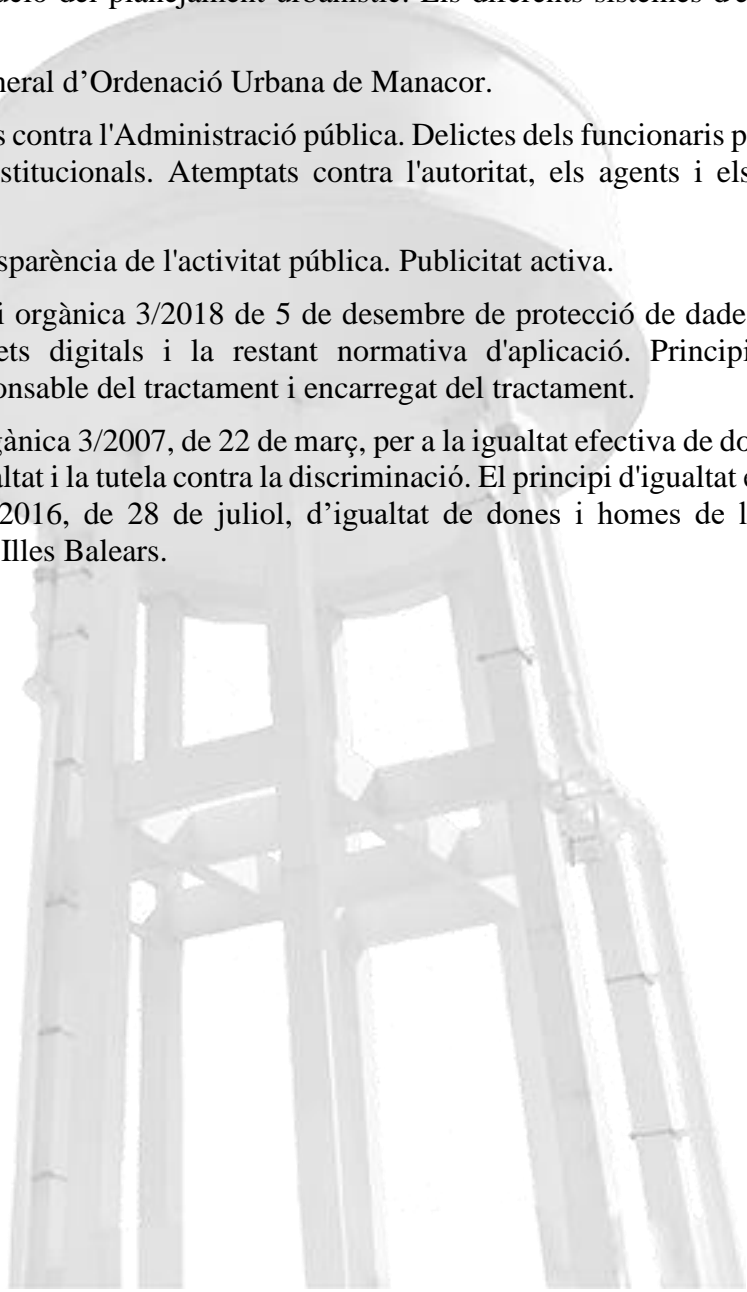 ció del planejament urbanístic. Els diferents sistemes d'e
neral d’Ordenació Urbana de Manacor.
s contra l'Administració pública. Delictes dels funcionaris p
stitucionals. Atemptats contra l'autoritat, els agents i els
sparència de l'activitat pública. Publicitat activa.
i orgànica 3/2018 de 5 de desembre de protecció de dade
ets digitals i la restant normativa d'aplicació. Principi
onsable del tractament i encarregat del tractament.
gànica 3/2007, de 22 de març, per a la igualtat efectiva de do
altat i la tutela contra la discriminació. El principi d'igualtat e
2016, de 28 de juliol, d’igualtat de dones i homes de l
Illes Balears.